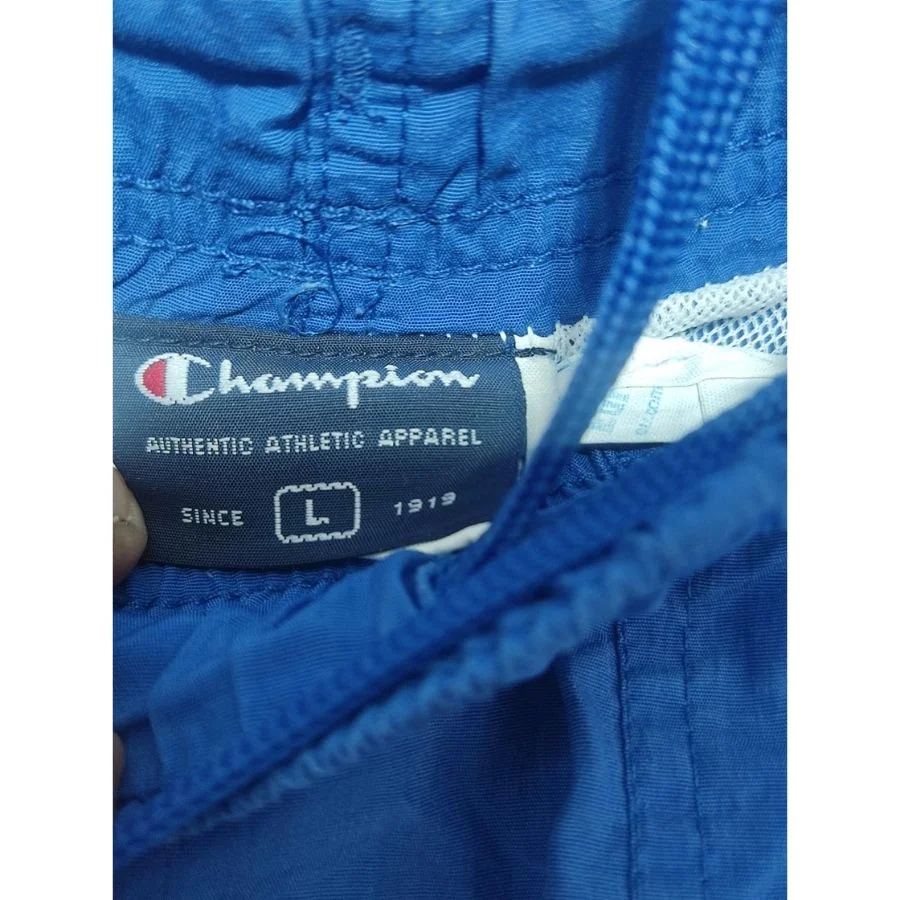 Champion
AUTHENTIC ATHLETIC APPAREL
SINCE L 1919